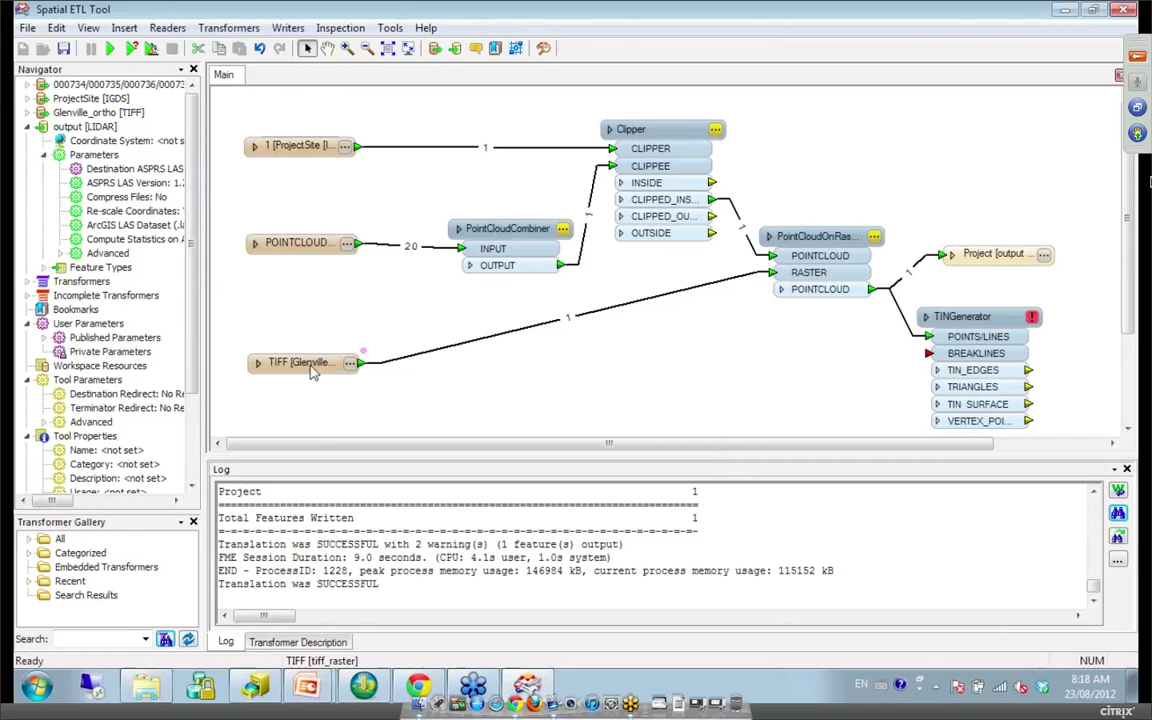 Spatial ETL Tool
File Edit View Insert Readers Transformers Writers Inspection Tools Help
Navigator
000734/000735/000736/0007
ProjectSite [IGDS]
Glenville_ortho [TIFF]
output [LIDAR]
Coordinate System: <not s
Parameters
Destination ASPRS LAS
ASPRS LAS Version: 1.
Compress Files: No
Re-scale Coordinates:
ArcGIS LAS Dataset (.la
Compute Statistics on A
Advanced
Feature Types
Transformers
Incomplete Transformers
Bookmarks
User Parameters
Published Parameters
Private Parameters
Workspace Resources
Tool Parameters
Destination Redirect: No Re
Terminator Redirect: No Re
Advanced
Tool Properties
Name: <not set>
Category: <not set>
Description: <not set>
Usage: <not set>
Transformer Gallery
All
Categorized
Embedded Transformers
Recent
Search Results
Search:
Main
1 [ProjectSite [I...
1
Clipper
CLIPPER
CLIPPEE
INSIDE
CLIPPED_INS...
CLIPPED_OU...
OUTSIDE
POINTCLOUD...
20
PointCloudCombiner
INPUT
OUTPUT
1
1
PointCloudOnRas...
POINTCLOUD
RASTER
POINTCLOUD
1
Project [output ...
TIFF [Glenville...
1
TINGenerator
POINTS/LINES
BREAKLINES
TIN_EDGES
TRIANGLES
TIN_SURFACE
VERTEX_POI...
Log
Project 1
Total Features Written 1
Translation was SUCCESSFUL with 2 warning(s) (1 feature(s) output)
FME Session Duration: 9.0 seconds. (CPU: 4.1s user, 1.0s system)
END - ProcessID: 1228, peak process memory usage: 146984 kB, current process memory usage: 115152 kB
Translation was SUCCESSFUL
Log Transformer Description
Ready TIFF [tiff_raster] NUM
EN
8:18 AM
23/08/2012
CITRIX